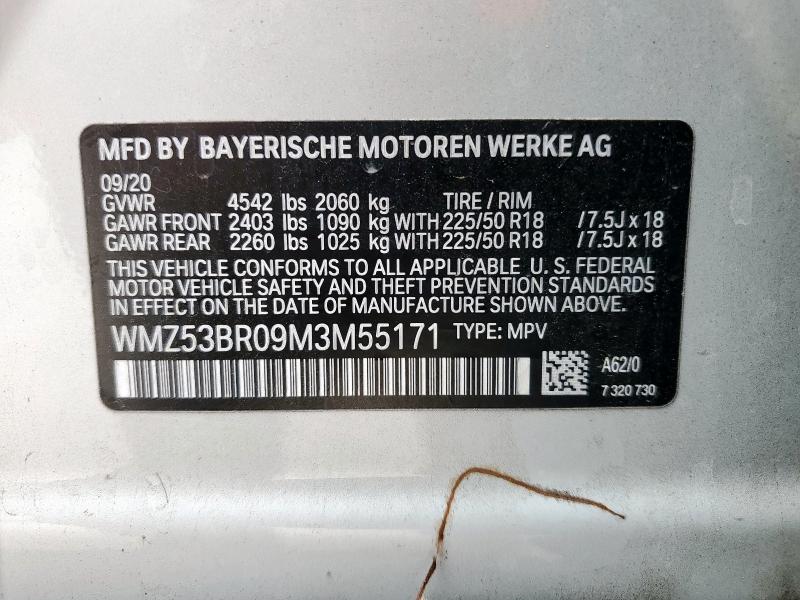 MFD BY BAYERISCHE MOTOREN WERKE AG
09/20
GVWR 4542 lbs 2060 kg TIRE / RIM
GAWR FRONT 2403 lbs 1090 kg WITH 225/50 R18 /7.5J x 18
GAWR REAR 2260 lbs 1025 kg WITH 225/50 R18 /7.5J x 18
THIS VEHICLE CONFORMS TO ALL APPLICABLE U. S. FEDERAL
MOTOR VEHICLE SAFETY AND THEFT PREVENTION STANDARDS
IN EFFECT ON THE DATE OF MANUFACTURE SHOWN ABOVE.
WMZ53BR09M3M55171 TYPE: MPV
A62/0
7 320 730